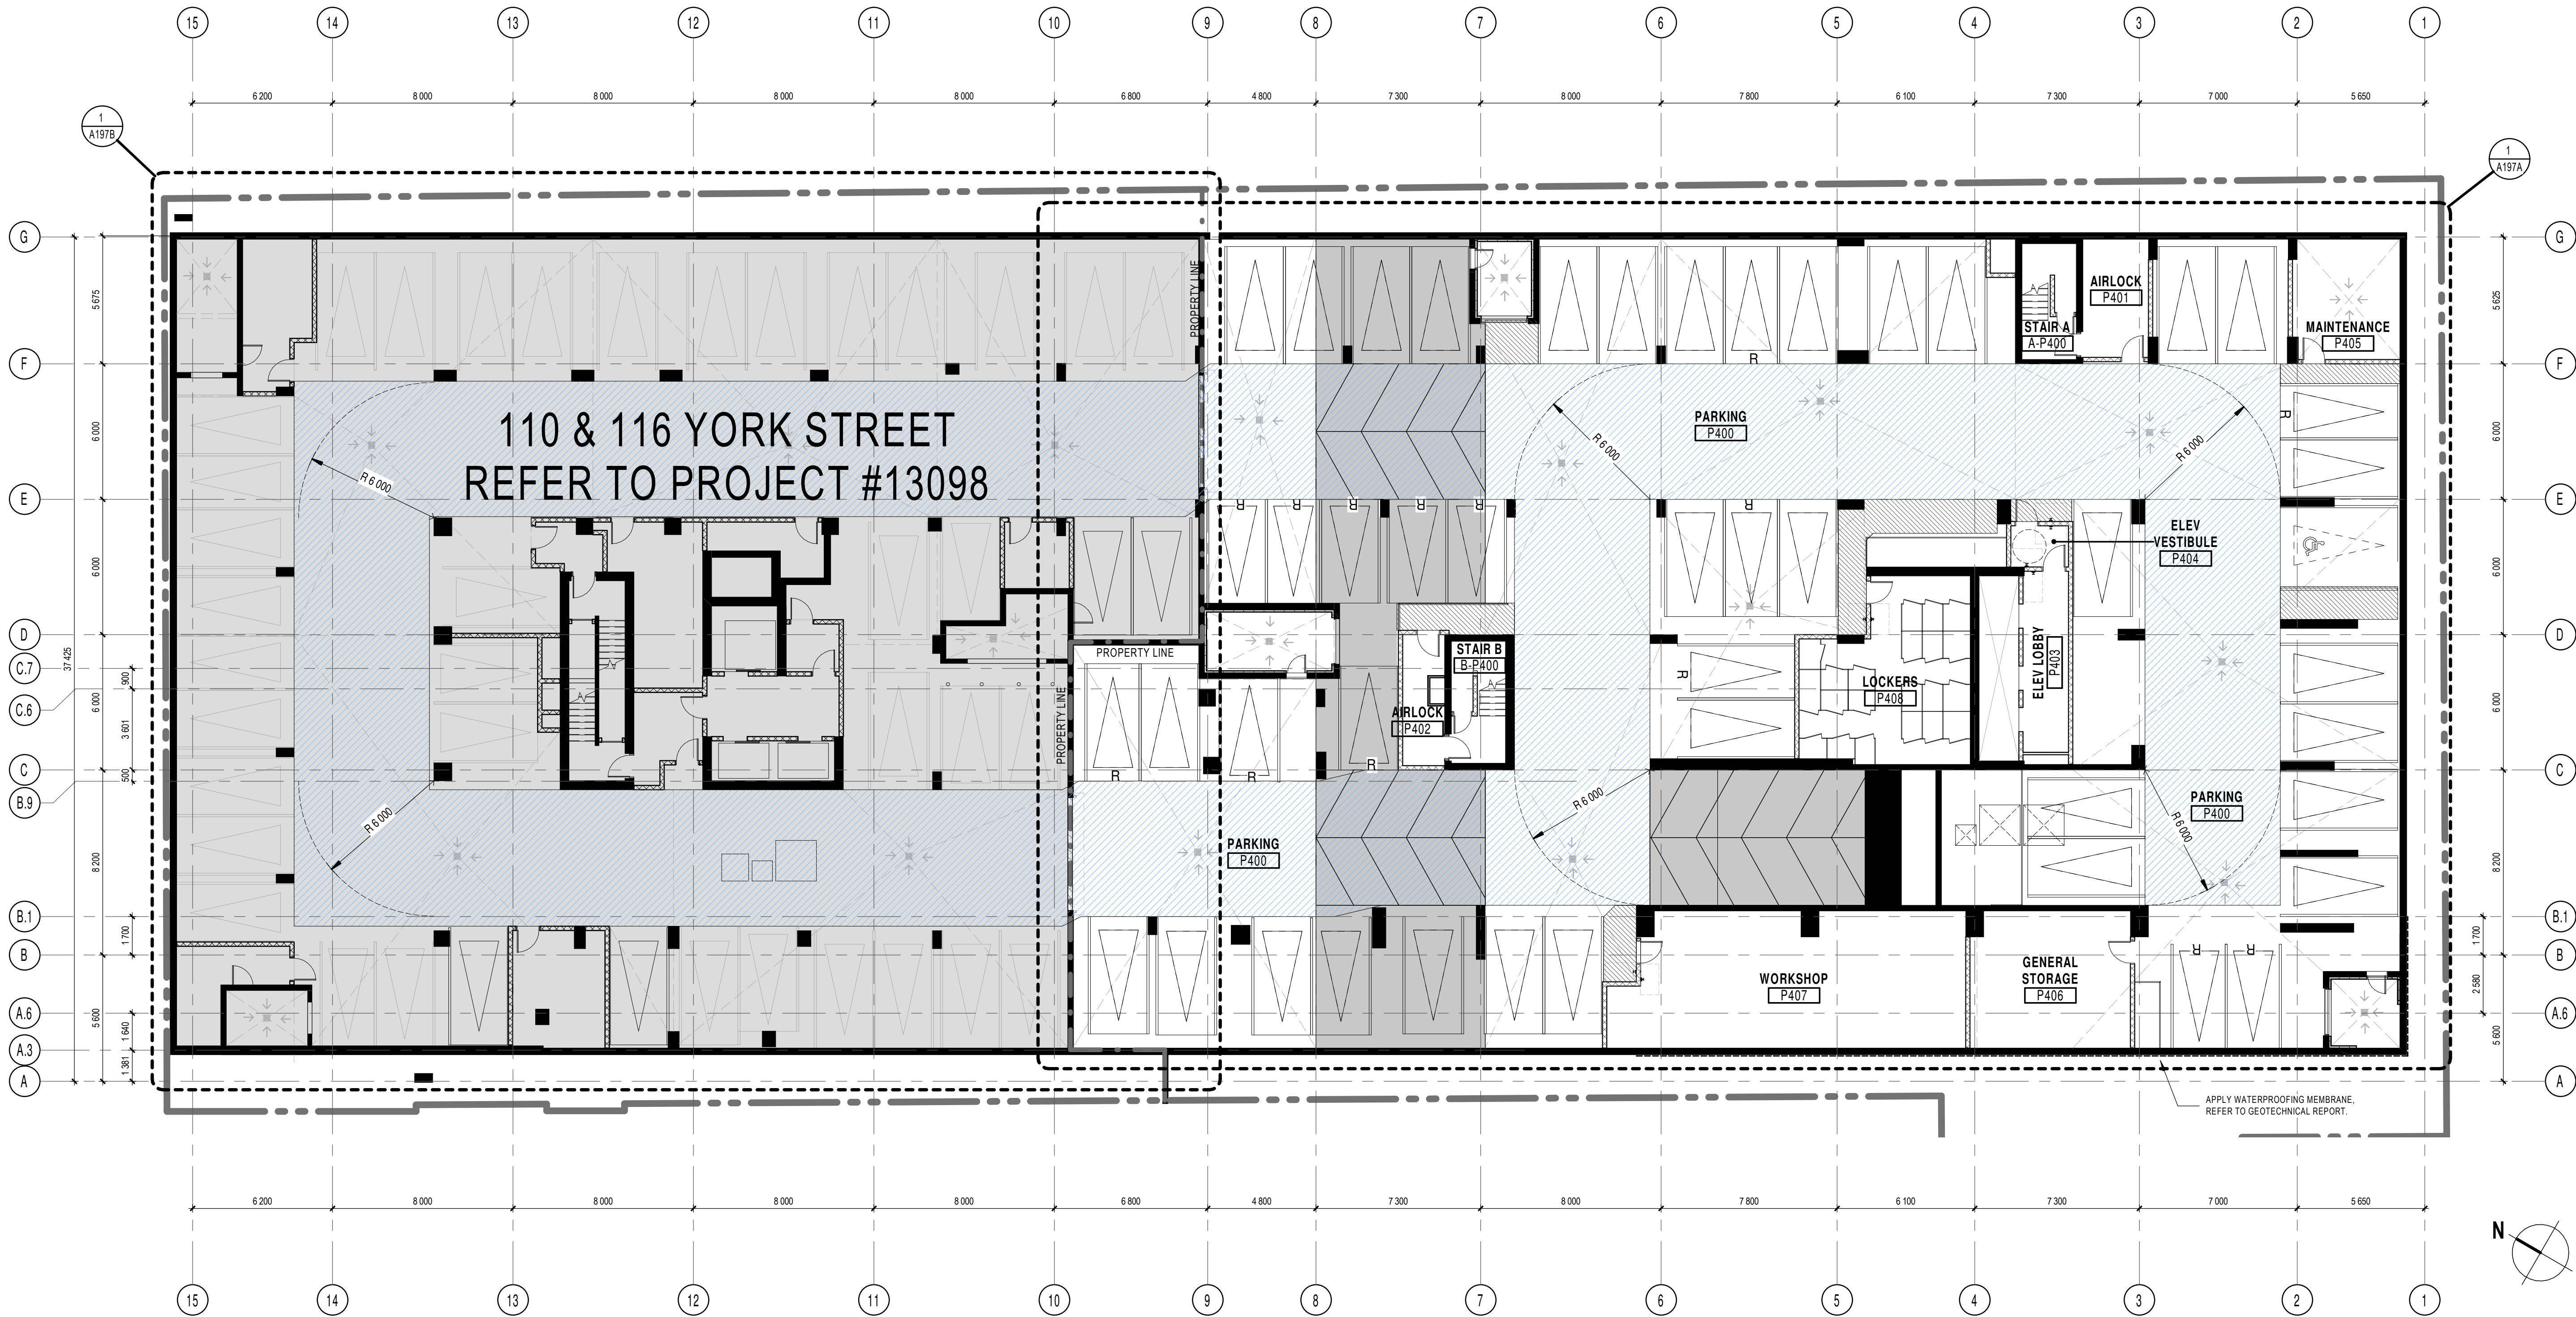 15 14 13 12 11 10 9 8 7 6 5 4 3 2 1
6 200 8 000 8 000 8 000 8 000 6 800 4 800 7 300 8 000 7 800 6 100 7 300 7 000 5 650
1
A197B
1
A197A
G
G
F
F
E
E
D
D
C.7
C.6
C
C
B.9
B.1
B.1
B
B
A.6
A.6
A.3
A
A
37 425
5 675
6 000
6 000
6 000
8 200
5 600
900
3 601
500
1 700
1 640
1 381
5 625
6 000
6 000
6 000
8 200
5 600
1 700
2 580
110 & 116 YORK STREET
REFER TO PROJECT #13098
R 6 000
R 6 000
PROPERTY LINE
PROPERTY LINE
PROPERTY LINE
AIRLOCK
P401
STAIR A
A-P400
MAINTENANCE
P405
R
R
PARKING
P400
R 6 000
R 6 000
R
R
R
R
R
R
ELEV
VESTIBULE
P404
STAIR B
B-P400
ELEV LOBBY
P403
R
LOCKERS
P408
AIRLOCK
P402
R
R
R
R 6 000
R 6 000
PARKING
P400
PARKING
P400
R
R
WORKSHOP
P407
GENERAL
STORAGE
P406
APPLY WATERPROOFING MEMBRANE,
REFER TO GEOTECHNICAL REPORT.
6 200 8 000 8 000 8 000 8 000 6 800 4 800 7 300 8 000 7 800 6 100 7 300 7 000 5 650
N
15 14 13 12 11 10 9 8 7 6 5 4 3 2 1